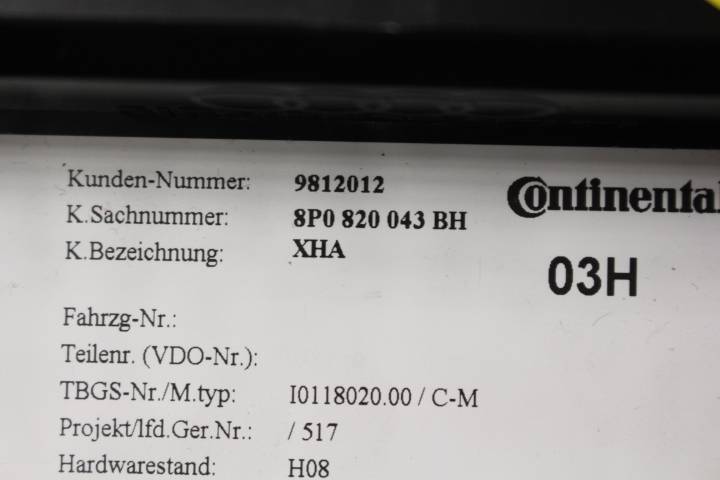 Continental
Kunden-Nummer: 9812012
K.Sachnummer: 8P0 820 043 BH
K.Bezeichnung: XHA
03H
Fahrzg-Nr.:
Teilenr. (VDO-Nr.):
TBGS-Nr./M.typ: I0118020.00 / C-M
Projekt/lfd.Ger.Nr.: / 517
Hardwarestand: H08